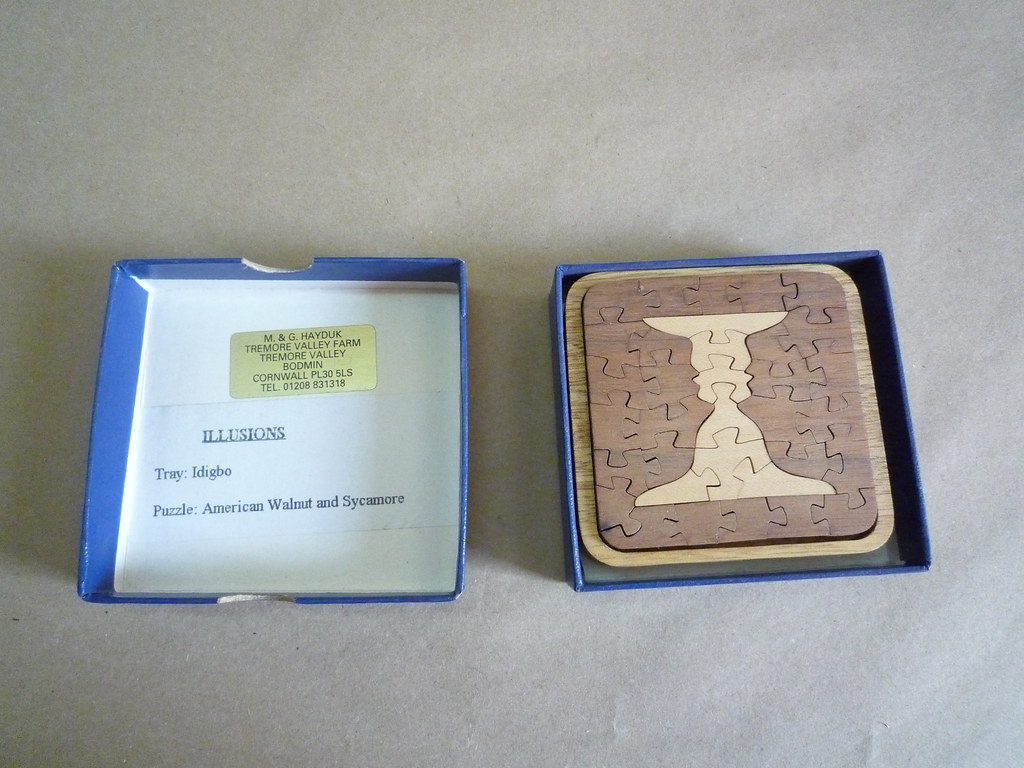 M. & G. HAYDUK
TREMORE VALLEY FARM
TREMORE VALLEY
BODMIN
CORNWALL PL30 5LS
TEL. 01208 831318
ILLUSIONS
Tray: Idigbo
Puzzle: American Walnut and Sycamore